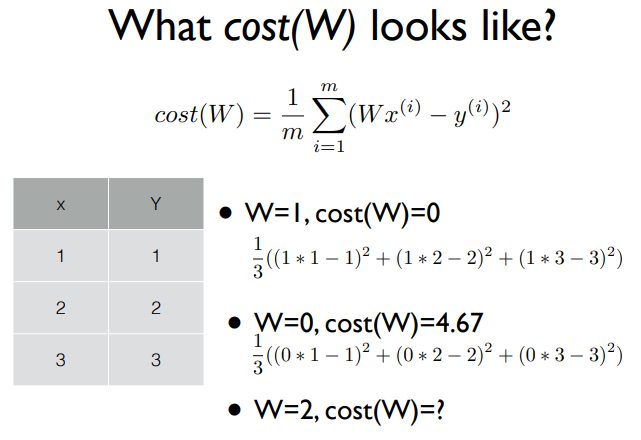 What cost(W) looks like?
cost(W) = \frac{1}{m} \sum_{i=1}^{m} (Wx^{(i)} − y^{(i)})^2
x Y
1 1
2 2
3 3
• W=1, cost(W)=0
\frac{1}{3}((1 * 1 − 1)^2 + (1 * 2 − 2)^2 + (1 * 3 − 3)^2)
• W=0, cost(W)=4.67
\frac{1}{3}((0 * 1 − 1)^2 + (0 * 2 − 2)^2 + (0 * 3 − 3)^2)
• W=2, cost(W)=?